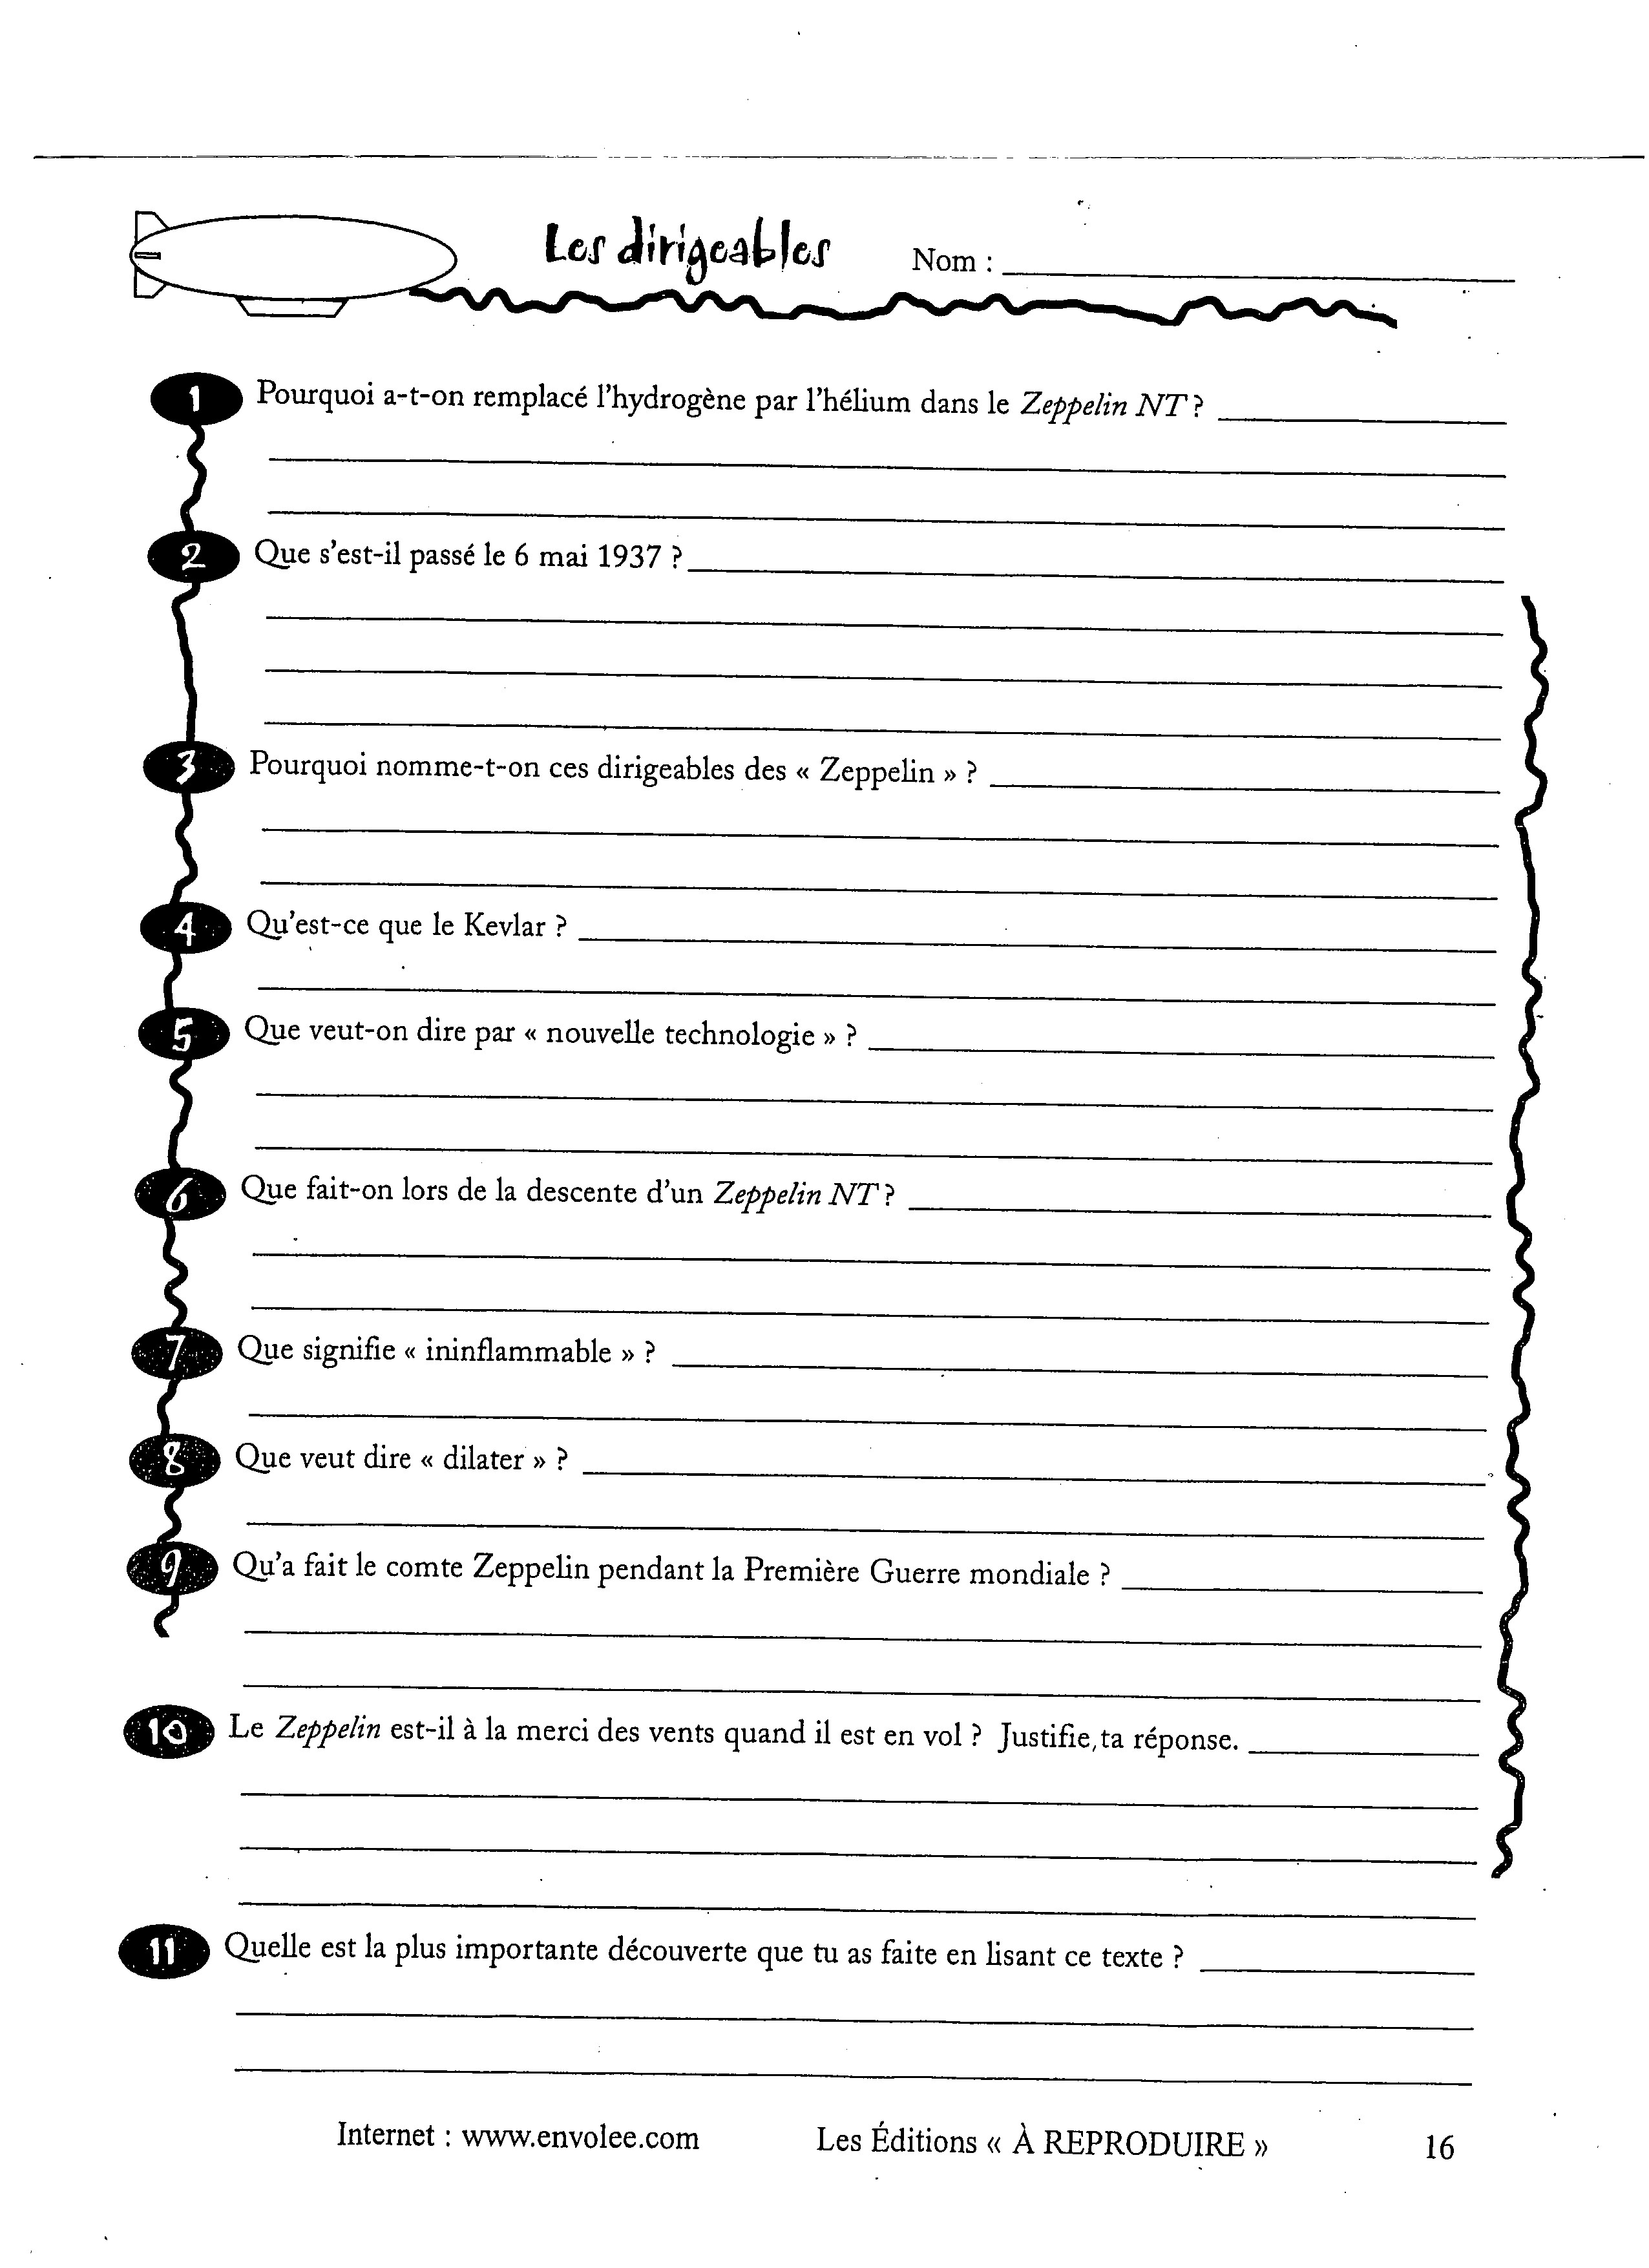 Les dirigeables Nom :
1 Pourquoi a-t-on remplacé l'hydrogène par l'hélium dans le Zeppelin NT ?
2 Que s'est-il passé le 6 mai 1937 ?
3 Pourquoi nomme-t-on ces dirigeables des « Zeppelin » ?
4 Qu'est-ce que le Kevlar ?
5 Que veut-on dire par « nouvelle technologie » ?
6 Que fait-on lors de la descente d'un Zeppelin NT ?
7 Que signifie « ininflammable » ?
8 Que veut dire « dilater » ?
9 Qu'a fait le comte Zeppelin pendant la Première Guerre mondiale ?
10 Le Zeppelin est-il à la merci des vents quand il est en vol ? Justifie ta réponse.
11 Quelle est la plus importante découverte que tu as faite en lisant ce texte ?
Internet : www.envolee.com Les Éditions « À REPRODUIRE » 16